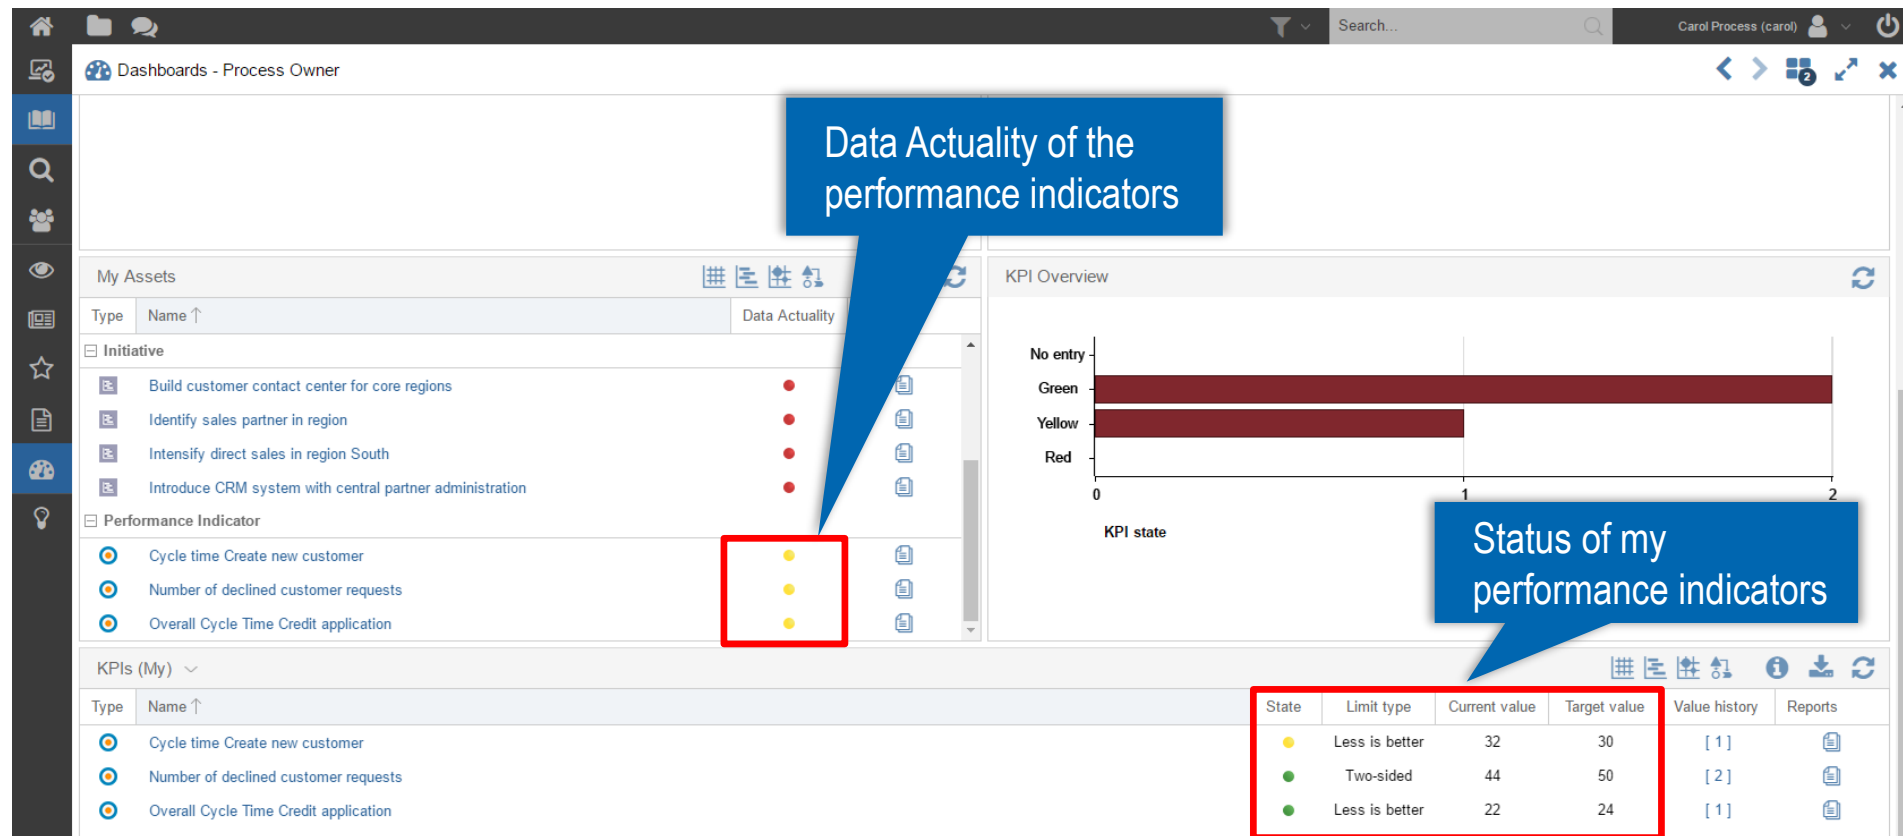 Search...
Carol Process (carol)
Dashboards - Process Owner
2
Data Actuality of the
performance indicators
My Assets
KPI Overview
Type Name Data Actuality
Initiative
Build customer contact center for core regions
Identify sales partner in region
Intensify direct sales in region South
Introduce CRM system with central partner administration
Performance Indicator
Cycle time Create new customer
Number of declined customer requests
Overall Cycle Time Credit application
No entry
Green
Yellow
Red
0 1 2
KPI state
Status of my
performance indicators
KPIs (My)
Type Name State Limit type Current value Target value Value history Reports
Cycle time Create new customer Less is better 32 30 [ 1 ]
Number of declined customer requests Two-sided 44 50 [ 2 ]
Overall Cycle Time Credit application Less is better 22 24 [ 1 ]